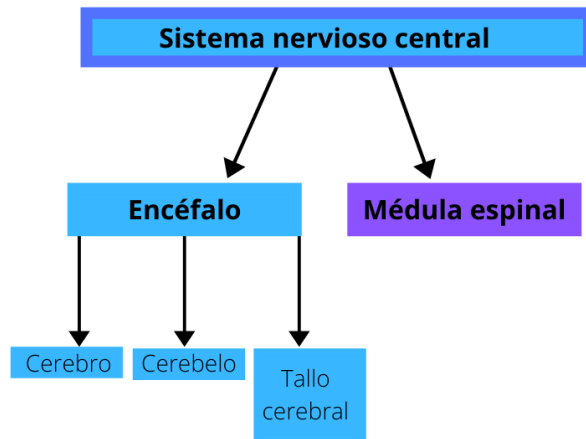 Sistema nervioso central
Encéfalo
Médula espinal
Cerebro
Cerebelo
Tallo
cerebral